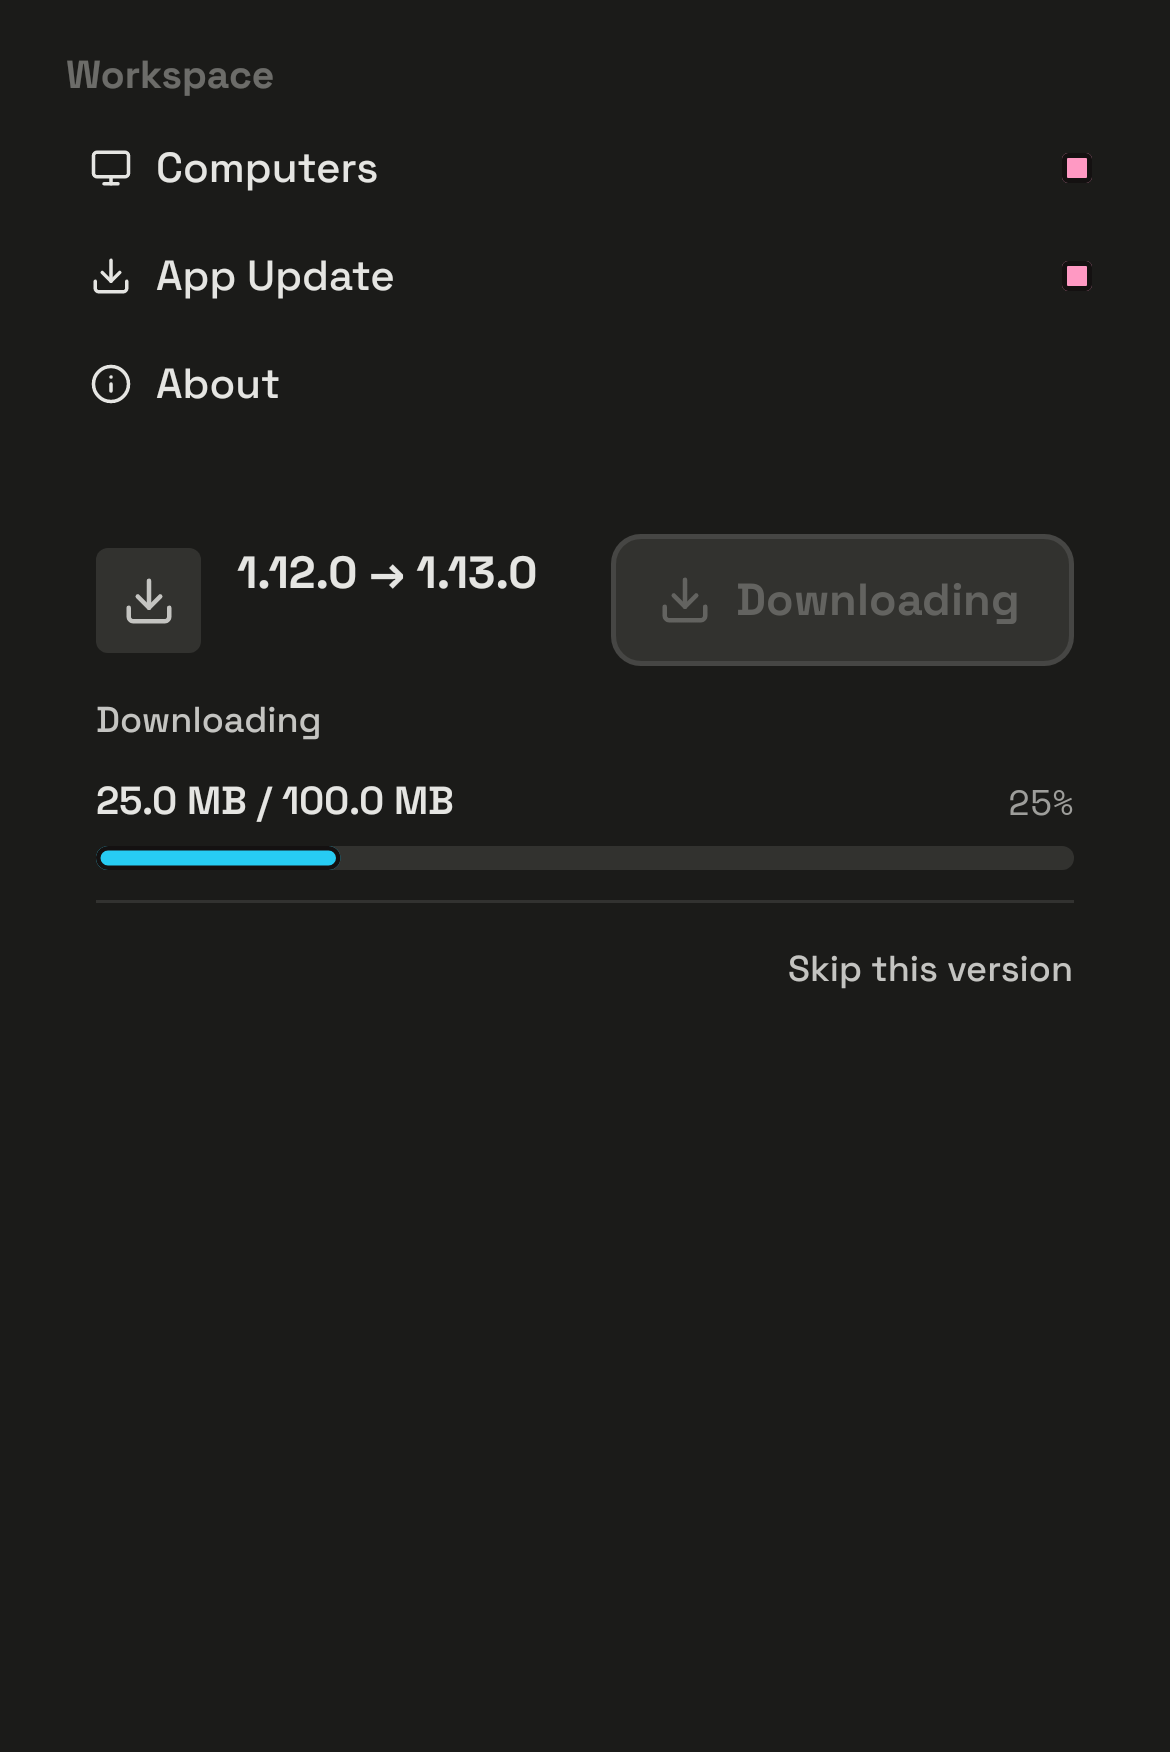 Workspace
Computers
App Update
About
1.12.0 → 1.13.0
Downloading
Downloading
25.0 MB / 100.0 MB
25%
Skip this version